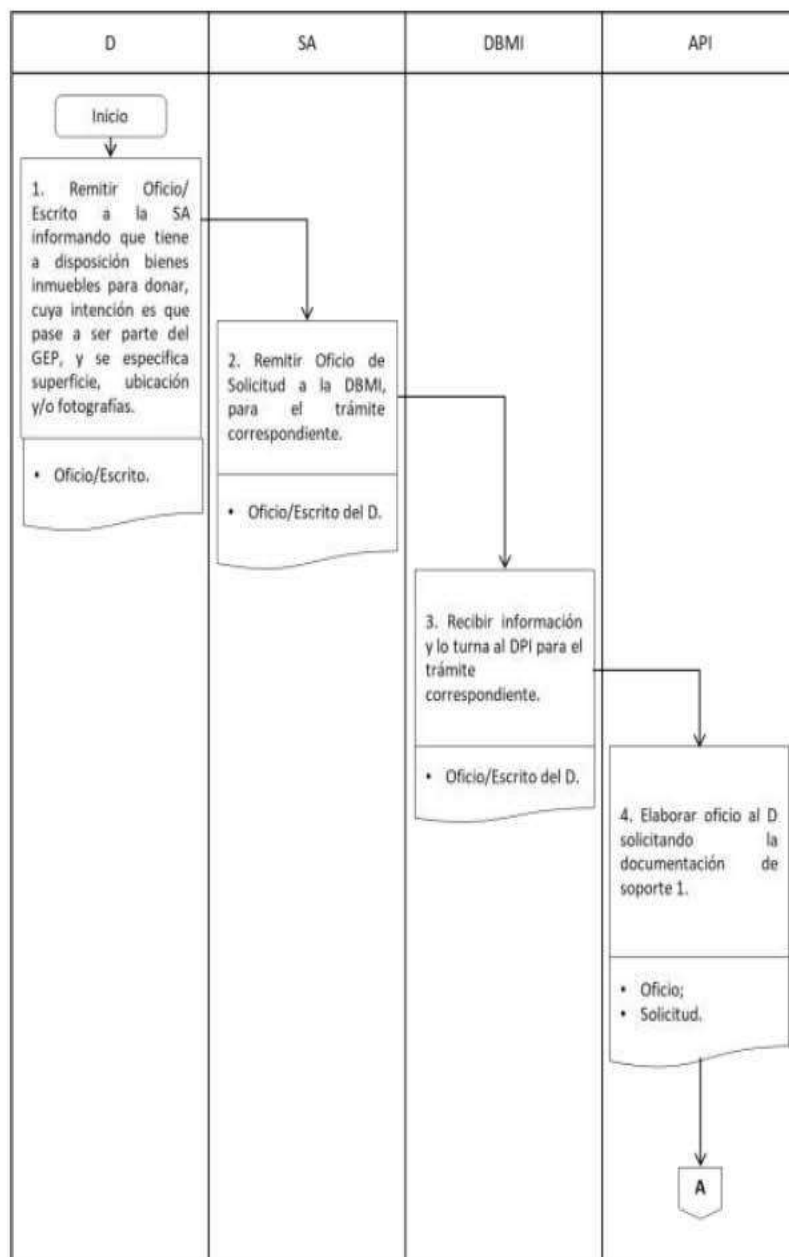 D
SA
DBMI
API
Inicio
1. Remitir Oficio/
Escrito a la SA
informando que tiene
a disposición bienes
inmuebles para donar,
cuya intención es que
pase a ser parte del
GEP, y se especifica
superficie, ubicación
y/o fotografías.
• Oficio/Escrito.
2. Remitir Oficio de
Solicitud a la DBMI,
para el trámite
correspondiente.
• Oficio/Escrito del D.
3. Recibir información
y lo turna al DPI para el
trámite
correspondiente.
• Oficio/Escrito del D.
4. Elaborar oficio al D
solicitando la
documentación de
soporte 1.
• Oficio;
• Solicitud.
A